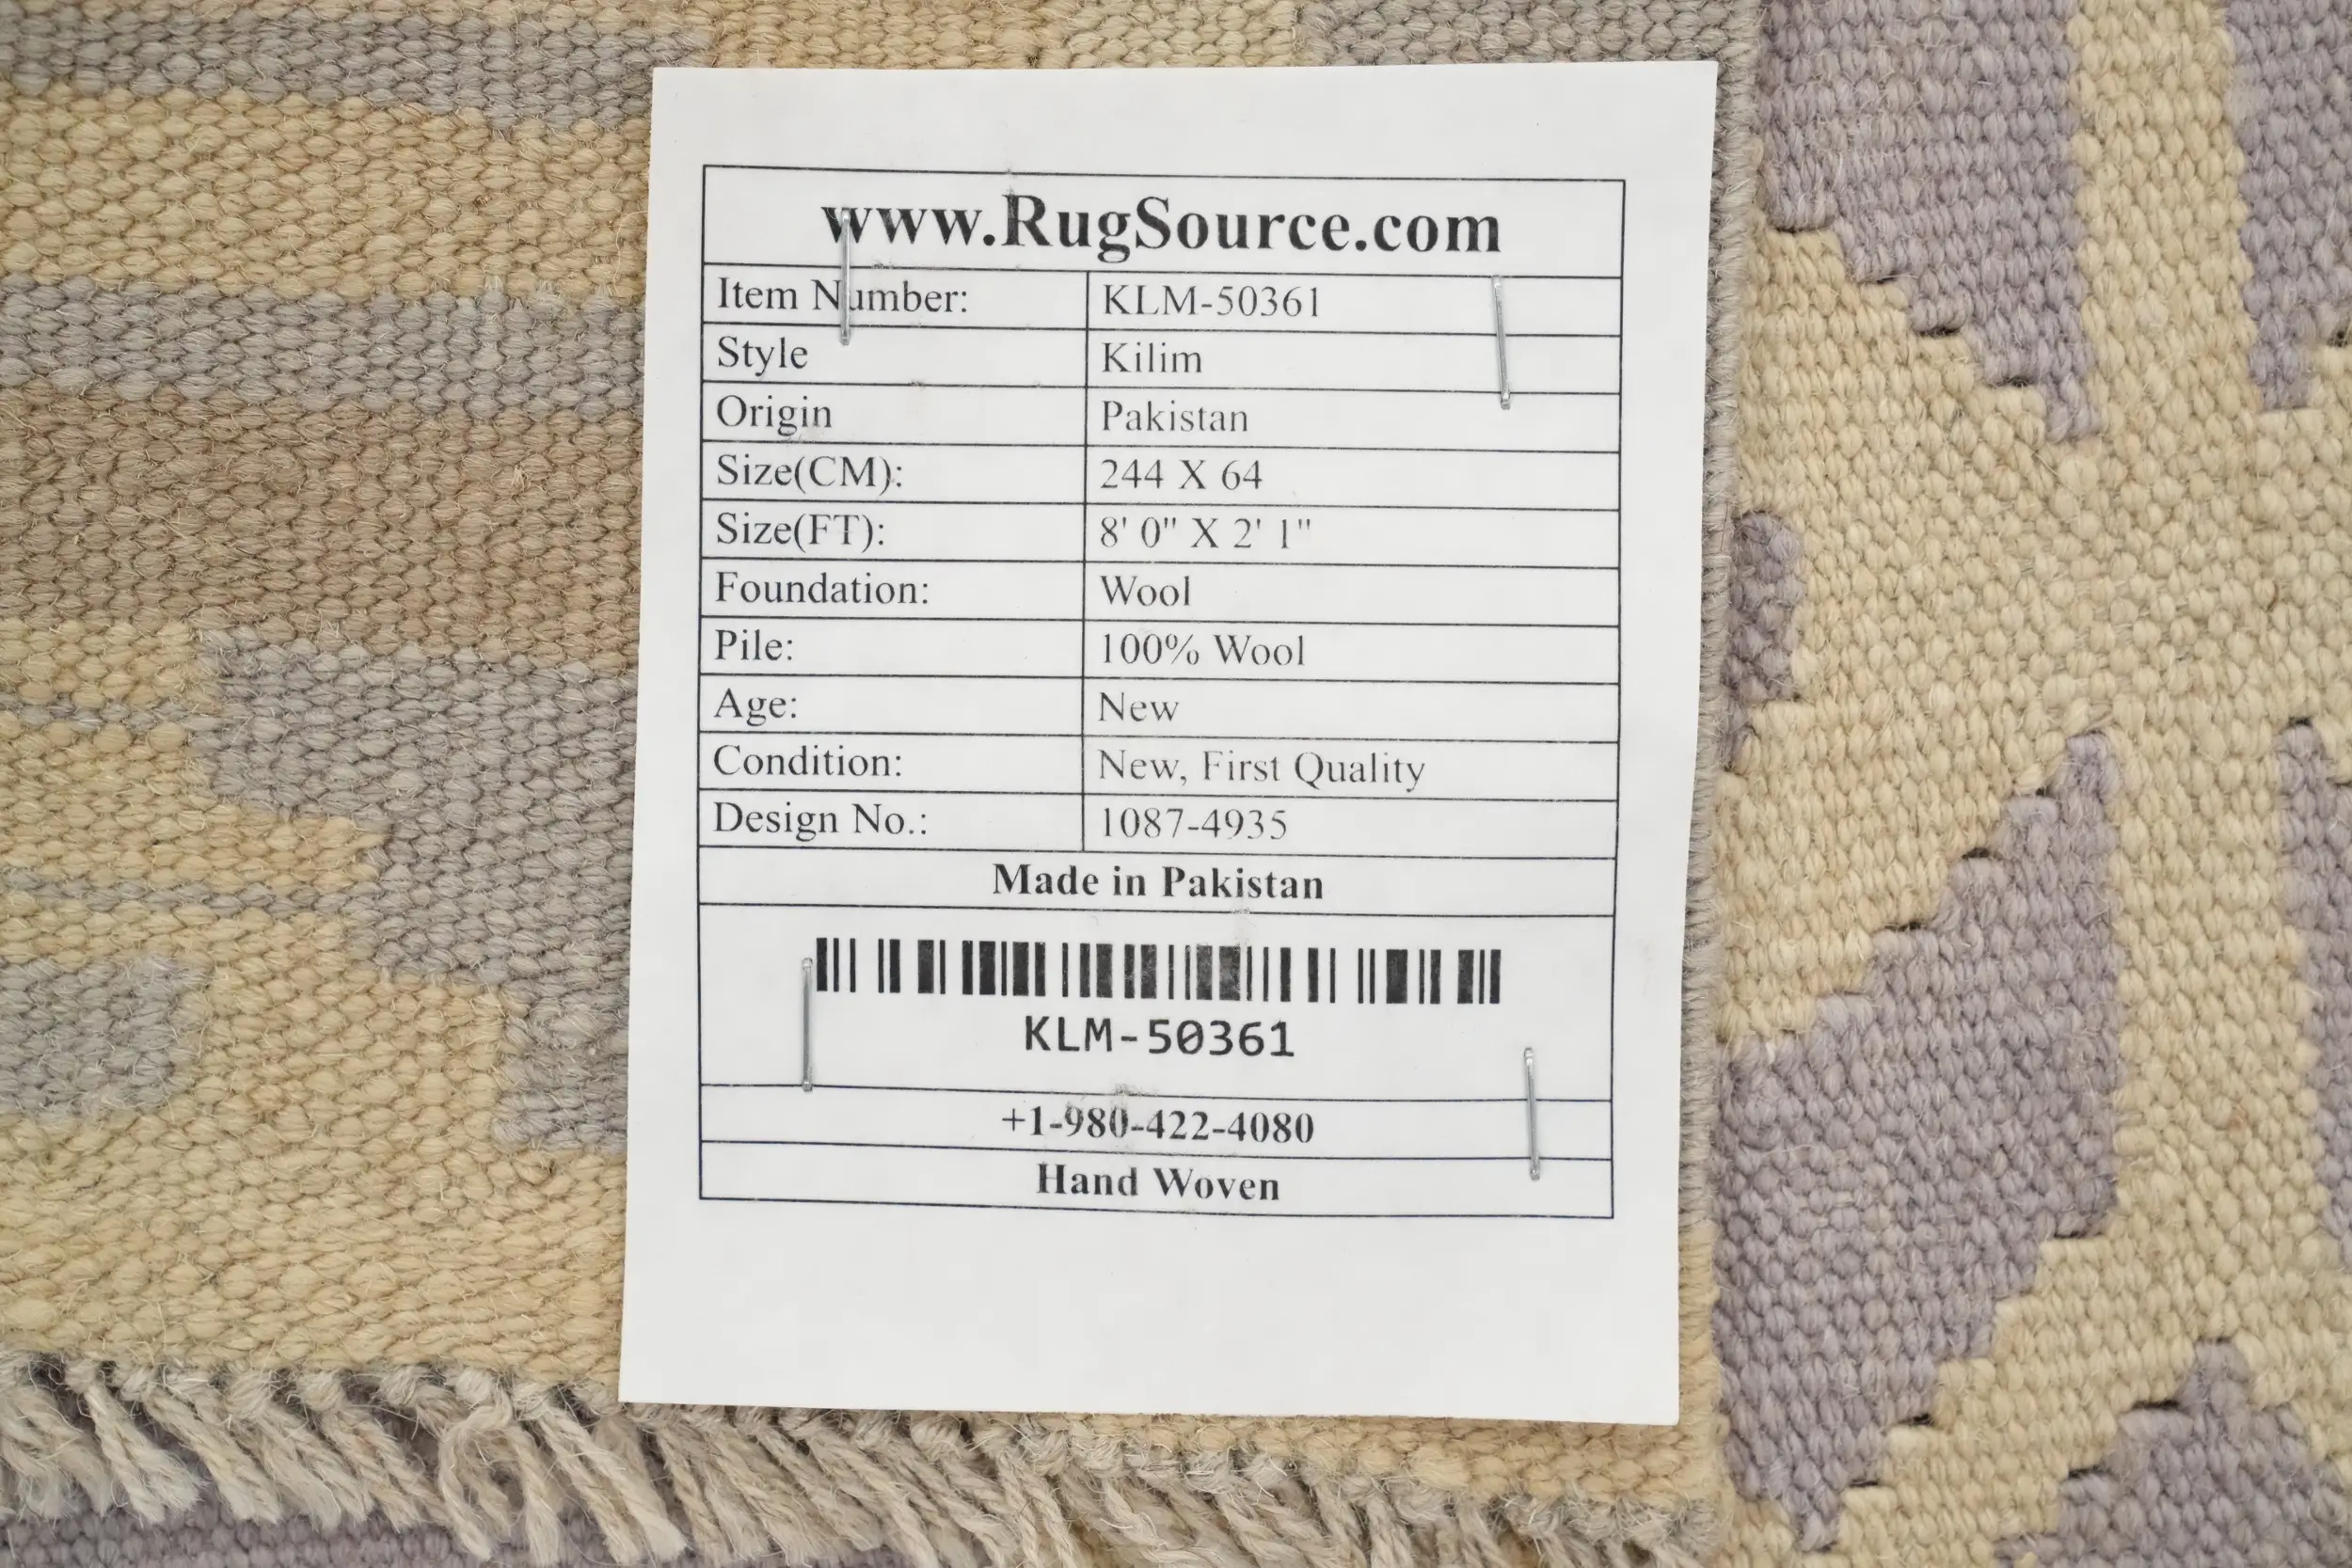 www.RugSource.com
Item Number: KLM-50361
Style Kilim
Origin Pakistan
Size(CM): 244 X 64
Size(FT): 8' 0" X 2' 1"
Foundation: Wool
Pile: 100% Wool
Age: New
Condition: New, First Quality
Design No.: 1087-4935
Made in Pakistan
KLM-50361
+1-980-422-4080
Hand Woven